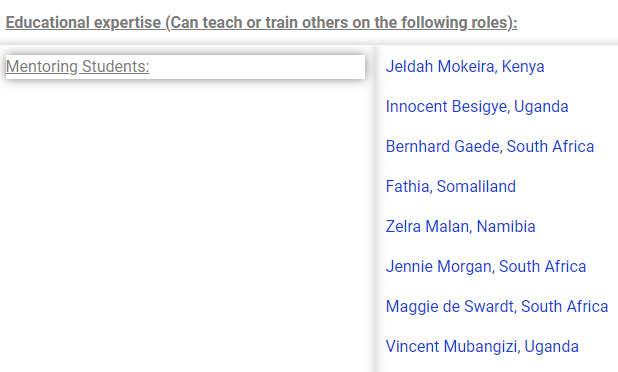 Educational expertise (Can teach or train others on the following roles):
Mentoring Students:
Jeldah Mokeira, Kenya
Innocent Besigye, Uganda
Bernhard Gaede, South Africa
Fathia, Somaliland
Zelra Malan, Namibia
Jennie Morgan, South Africa
Maggie de Swardt, South Africa
Vincent Mubangizi, Uganda